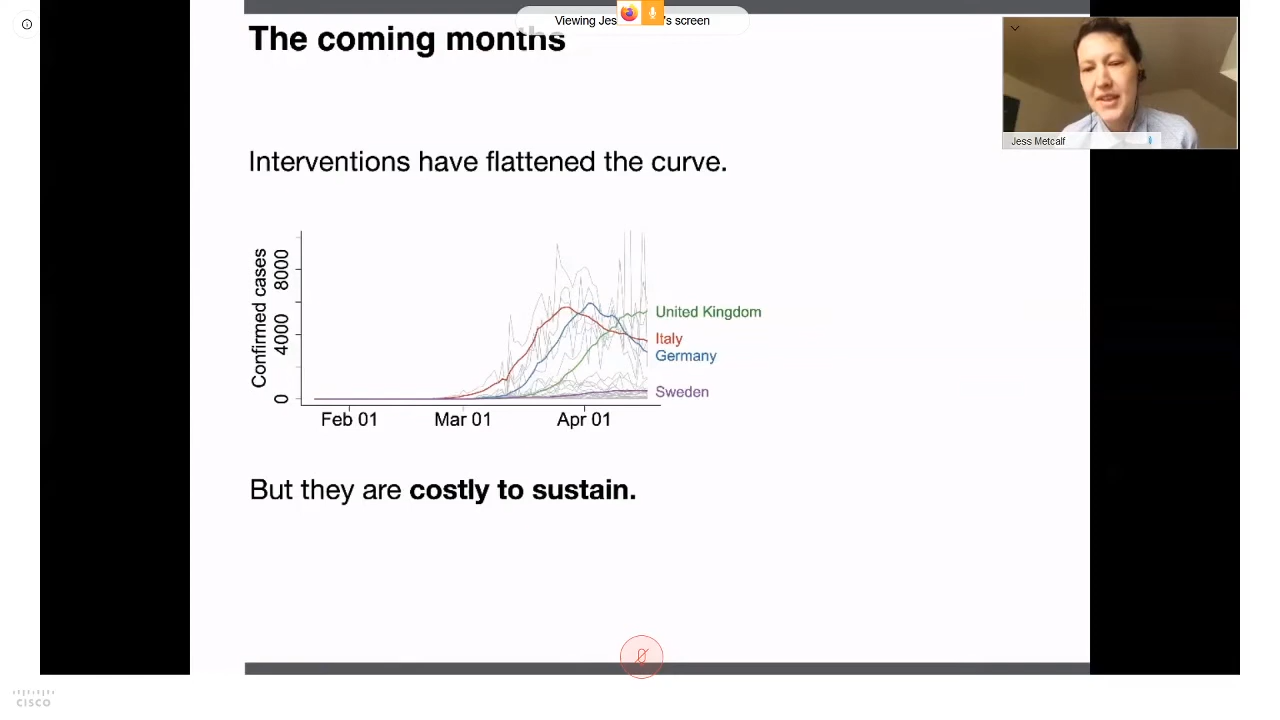 Viewing Jes 's screen
The coming months
Jess Metcalf
Interventions have flattened the curve.
Confirmed cases
8000
4000
0
United Kingdom
Italy
Germany
Sweden
Feb 01 Mar 01 Apr 01
But they are costly to sustain.
CISCO